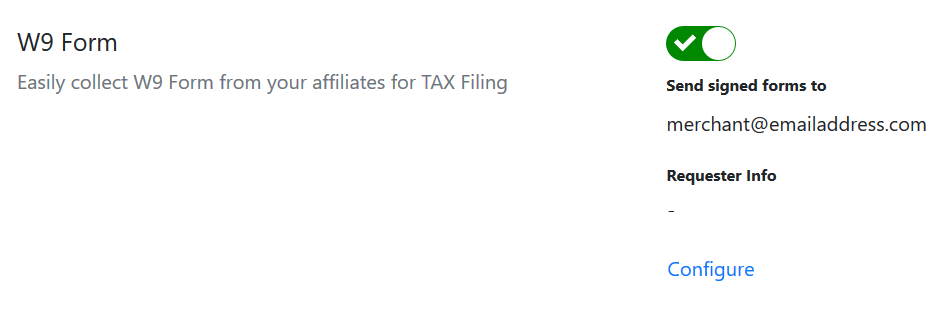 W9 Form
Easily collect W9 Form from your affiliates for TAX Filing
Send signed forms to
merchant@emailaddress.com
Requester Info
-
Configure